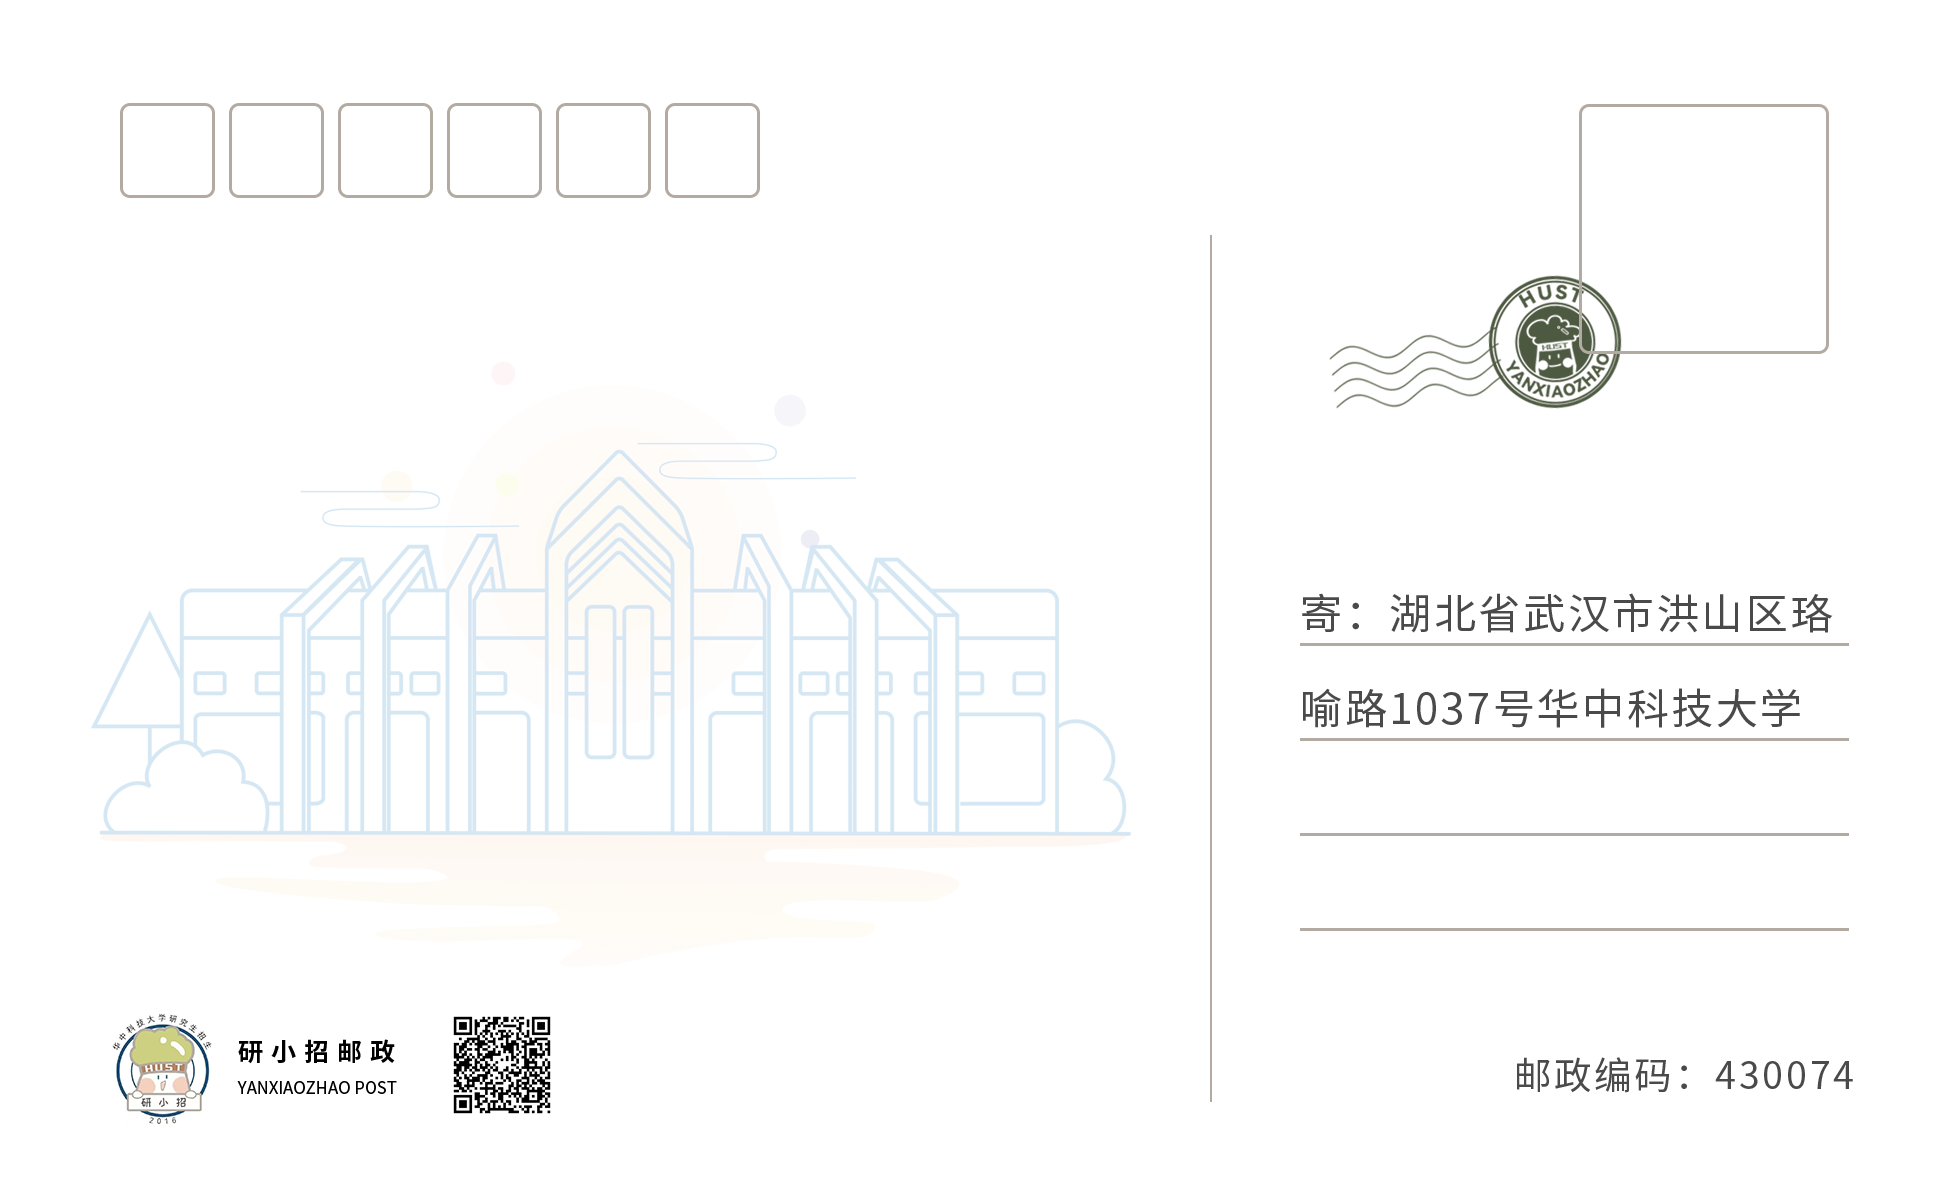 HUST
YANXIAOZHAO
HUST
寄：湖北省武汉市洪山区珞
喻路1037号华中科技大学
华中科技大学研究生招生
HUST
研小招
2016
研小招邮政
YANXIAOZHAO POST
邮政编码：430074